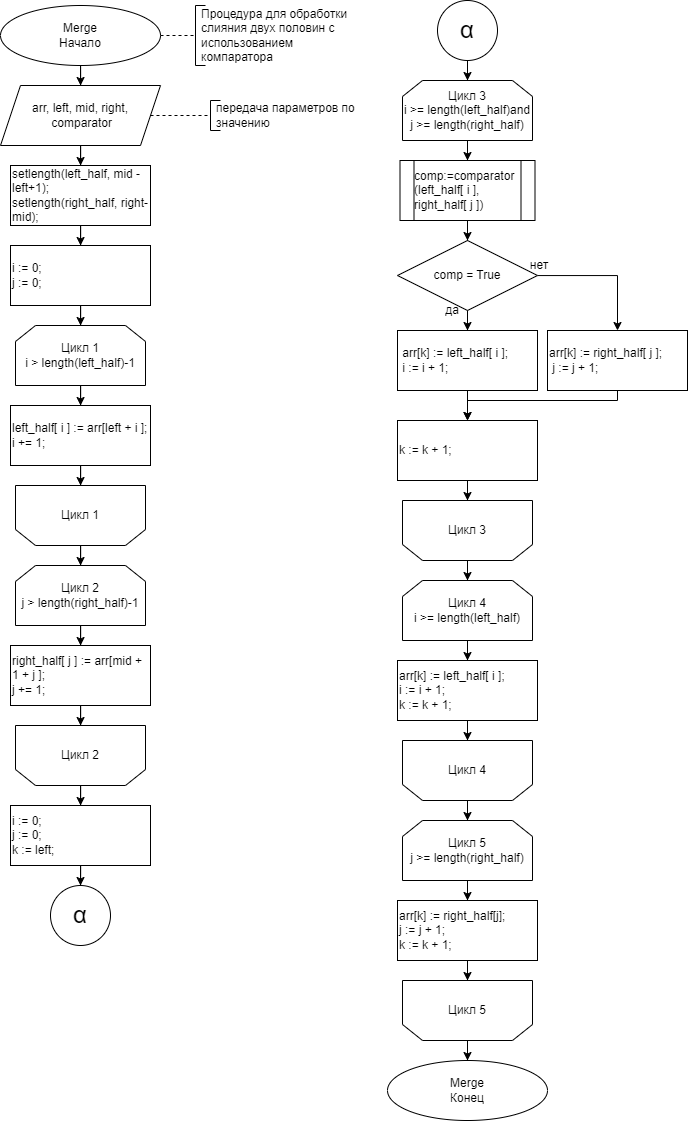 Merge
Начало
Процедура для обработки
слияния двух половин с
использованием
компаратора
arr, left, mid, right,
comparator
передача параметров по
значению
setlength(left_half, mid -
left+1);
setlength(right_half, right-
mid);
i := 0;
j := 0;
Цикл 1
i > length(left_half)-1
left_half[ i ] := arr[left + i ];
i += 1;
Цикл 1
Цикл 2
j > length(right_half)-1
right_half[ j ] := arr[mid +
1 + j ];
j += 1;
Цикл 2
i := 0;
j := 0;
k := left;
α
α
Цикл 3
i >= length(left_half)and
j >= length(right_half)
comp:=comparator
(left_half[ i ],
right_half[ j ])
comp = True
нет
да
arr[k] := left_half[ i ];
i := i + 1;
arr[k] := right_half[ j ];
j := j + 1;
k := k + 1;
Цикл 3
Цикл 4
i >= length(left_half)
arr[k] := left_half[ i ];
i := i + 1;
k := k + 1;
Цикл 4
Цикл 5
j >= length(right_half)
arr[k] := right_half[j];
j := j + 1;
k := k + 1;
Цикл 5
Merge
Конец